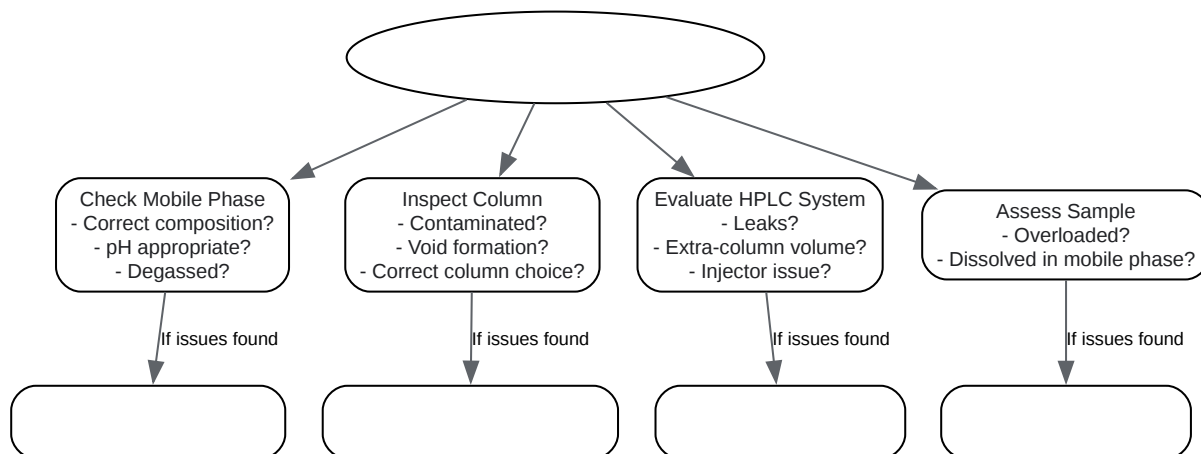 Check Mobile Phase
- Correct composition?
- pH appropriate?
- Degassed?
Inspect Column
- Contaminated?
- Void formation?
- Correct column choice?
Evaluate HPLC System
- Leaks?
- Extra-column volume?
- Injector issue?
Assess Sample
- Overloaded?
- Dissolved in mobile phase?
If issues found
If issues found
If issues found
If issues found